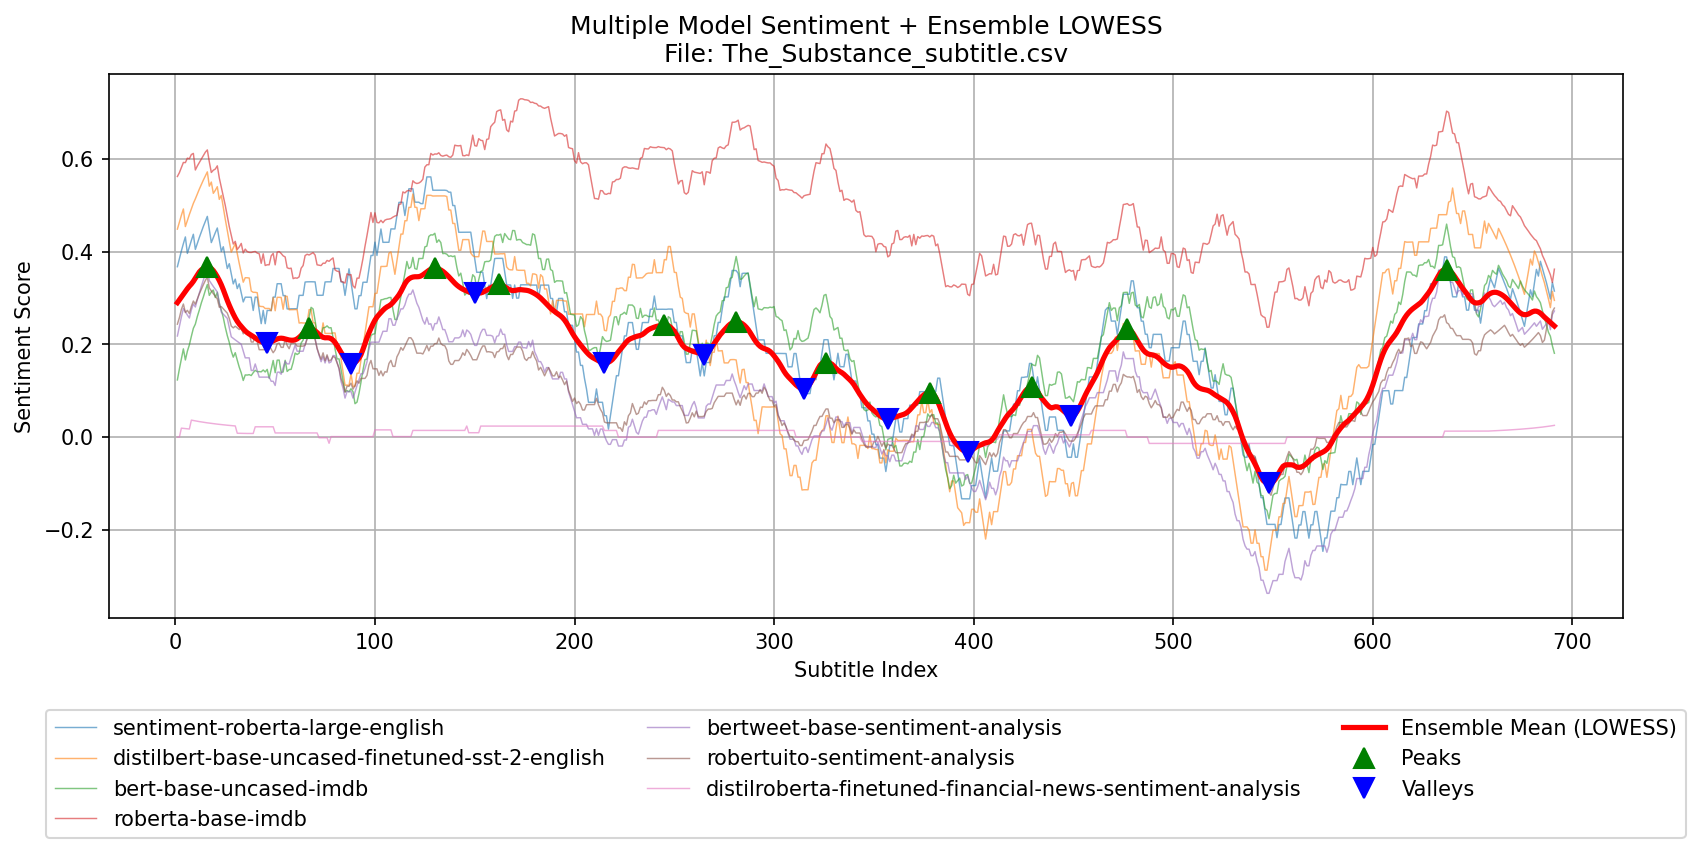 Multiple Model Sentiment + Ensemble LOWESS
File: The_Substance_subtitle.csv
Sentiment Score
0.6
0.4
0.2
0.0
−0.2
0
100
200
300
400
500
600
700
Subtitle Index
sentiment-roberta-large-english
distilbert-base-uncased-finetuned-sst-2-english
bert-base-uncased-imdb
roberta-base-imdb
bertweet-base-sentiment-analysis
robertuito-sentiment-analysis
distilroberta-finetuned-financial-news-sentiment-analysis
Ensemble Mean (LOWESS)
Peaks
Valleys